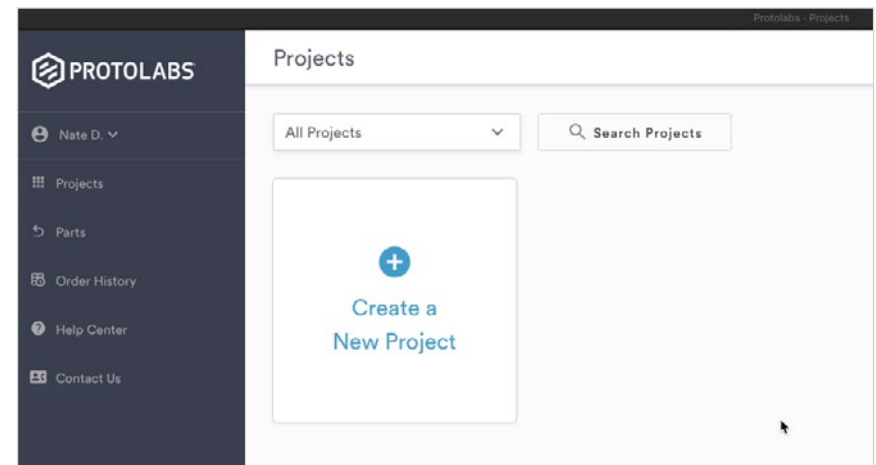 Protolabs - Projects
PROTOLABS
Nate D.
Projects
Parts
Order History
Help Center
Contact Us
Projects
All Projects
Search Projects
Create a
New Project